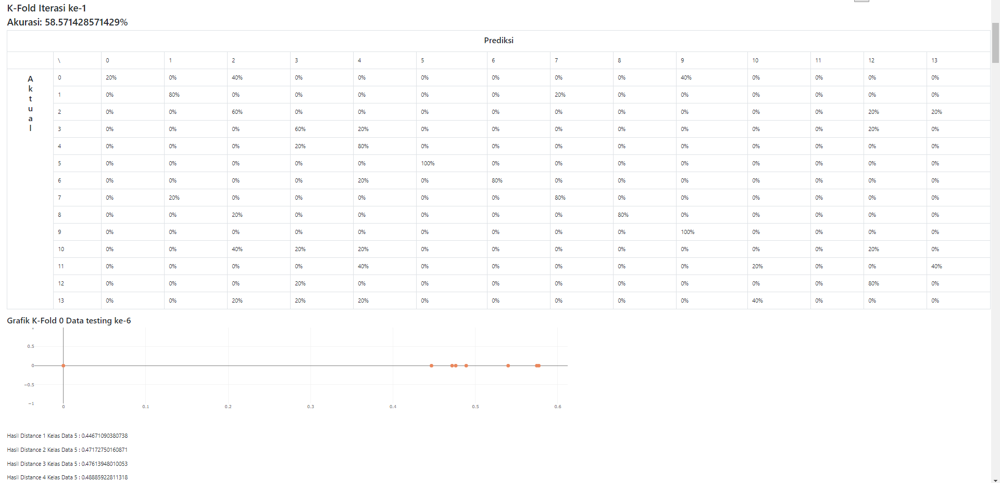 K-Fold Iterasi ke-1
Akurasi: 58.571428571429%
Prediksi
\ 0 1 2 3 4 5 6 7 8 9 10 11 12 13
Aktual
0 20% 0% 40% 0% 0% 0% 0% 0% 0% 40% 0% 0% 0% 0%
1 0% 80% 0% 0% 0% 0% 0% 20% 0% 0% 0% 0% 0% 0%
2 0% 0% 60% 0% 0% 0% 0% 0% 0% 0% 0% 0% 20% 20%
3 0% 0% 0% 60% 20% 0% 0% 0% 0% 0% 0% 0% 20% 0%
4 0% 0% 0% 20% 80% 0% 0% 0% 0% 0% 0% 0% 0% 0%
5 0% 0% 0% 0% 0% 100% 0% 0% 0% 0% 0% 0% 0% 0%
6 0% 0% 0% 0% 20% 0% 80% 0% 0% 0% 0% 0% 0% 0%
7 0% 20% 0% 0% 0% 0% 0% 80% 0% 0% 0% 0% 0% 0%
8 0% 0% 20% 0% 0% 0% 0% 0% 80% 0% 0% 0% 0% 0%
9 0% 0% 0% 0% 0% 0% 0% 0% 0% 100% 0% 0% 0% 0%
10 0% 0% 40% 20% 20% 0% 0% 0% 0% 0% 0% 0% 20% 0%
11 0% 0% 0% 0% 40% 0% 0% 0% 0% 0% 20% 0% 0% 40%
12 0% 0% 0% 20% 0% 0% 0% 0% 0% 0% 0% 0% 80% 0%
13 0% 0% 20% 20% 20% 0% 0% 0% 0% 0% 40% 0% 0% 0%
Grafik K-Fold 0 Data testing ke-6
1
0.5
0
−0.5
−1
0 0.1 0.2 0.3 0.4 0.5 0.6
Hasil Distance 1 Kelas Data 5 : 0.44671090380738
Hasil Distance 2 Kelas Data 5 : 0.47172750160871
Hasil Distance 3 Kelas Data 5 : 0.47613948010053
Hasil Distance 4 Kelas Data 5 : 0.48885922811318